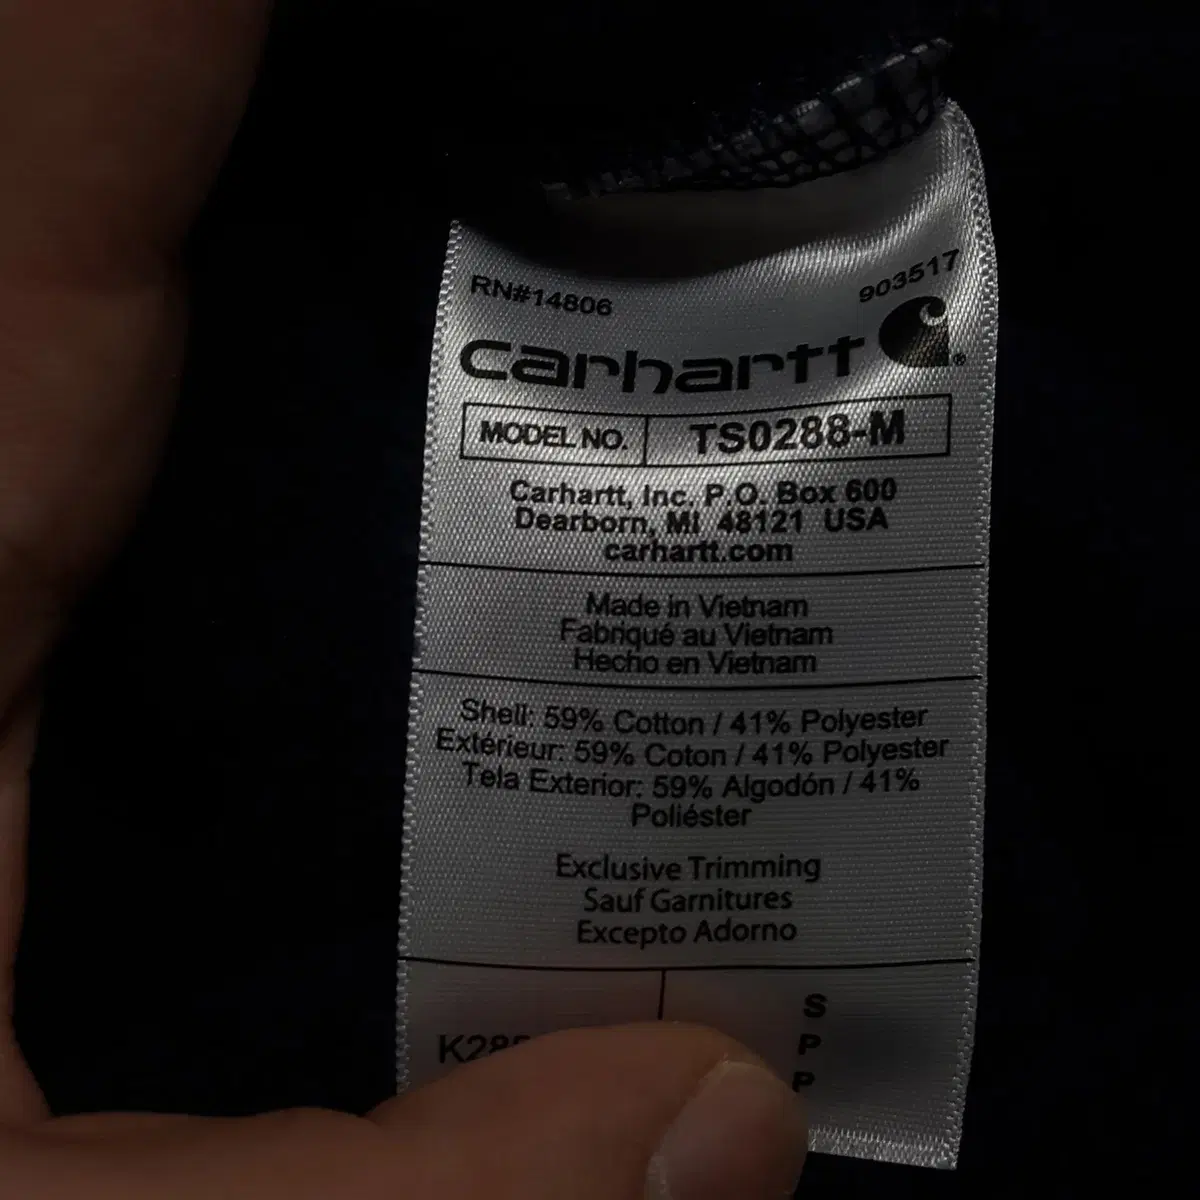 RN#14806 903517
carhartt
MODEL NO. TS0288-M
Carhartt, Inc. P.O. Box 600
Dearborn, MI 48121 USA
carhartt.com
Made in Vietnam
Fabriqué au Vietnam
Hecho en Vietnam
Shell: 59% Cotton / 41% Polyester
Extérieur: 59% Coton / 41% Polyester
Tela Exterior: 59% Algodón / 41%
Poliéster
Exclusive Trimming
Sauf Garnitures
Excepto Adorno
S
P
P